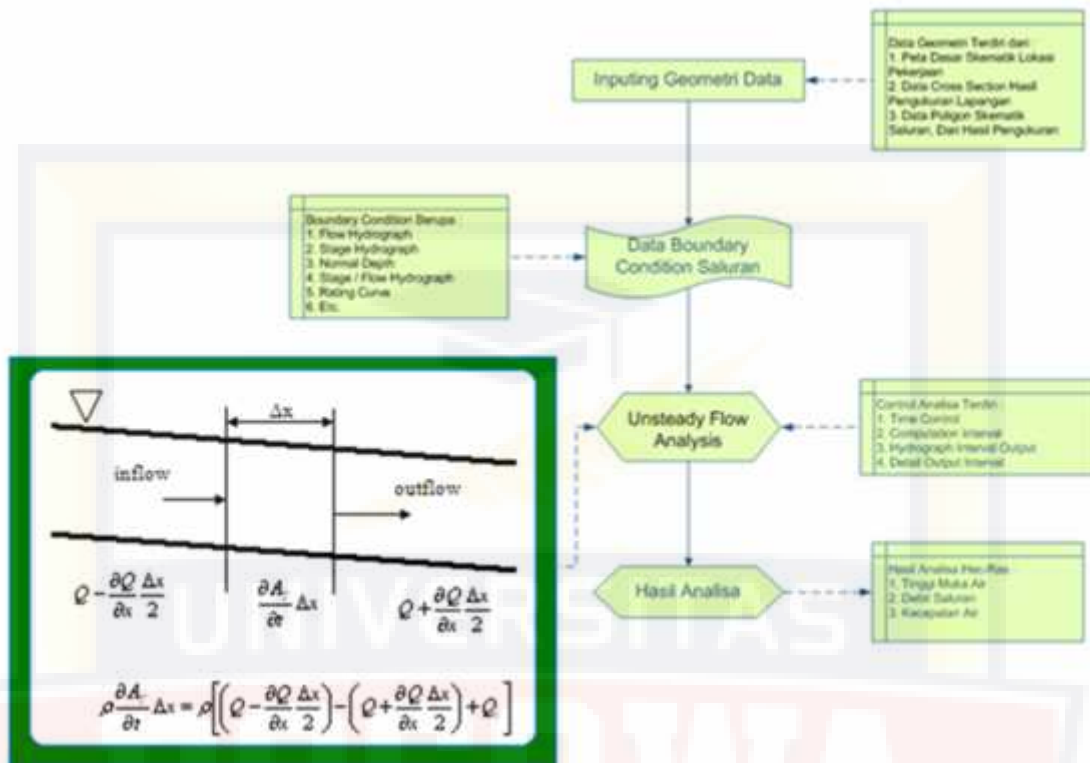 Inputing Geometri Data
Data Geometri Terdiri dari
1. Peta Dasar Skematik Lokasi
Pekerjaan
2. Data Cross Section Hasil
Pengukuran Lapangan
3. Data Poligon Skematik
Saluran, Dari Hasil Pengukuran
Boundary Condition Berupa
1. Flow Hydrograph
2. Stage Hydrograph
3. Normal Depth
4. Stage / Flow Hydrograph
5. Rating Curve
6. Etc.
Data Boundary
Condition Saluran
Unsteady Flow
Analysis
Control Analisa Terdiri
1. Time Control
2. Computation Interval
3. Hydrograph Interval Output
4. Detail Output Interval
Hasil Analisa
Hasil Analisa Hec-Ras
1. Tinggi Muka Air
2. Debit Saluran
3. Kecepatan Air
Δx
inflow
outflow
Q − ∂Q/∂x Δx/2
∂A/∂t Δx
Q + ∂Q/∂x Δx/2
ρ ∂A/∂t Δx = ρ[(Q − ∂Q/∂x Δx/2) − (Q + ∂Q/∂x Δx/2) + Q]
UNIVERSITAS